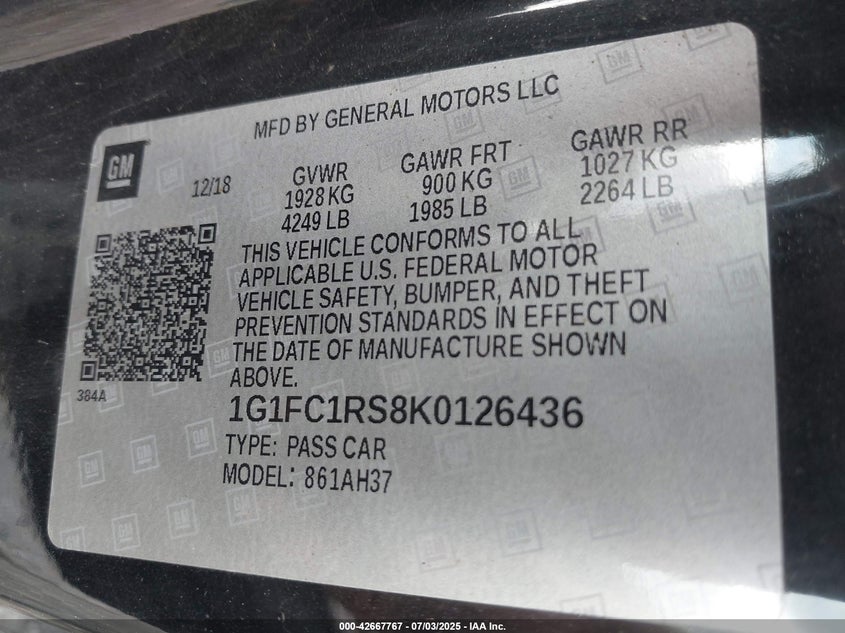 MFD BY GENERAL MOTORS LLC
GM
12/18
GVWR
1928 KG
4249 LB
GAWR FRT
900 KG
1985 LB
GAWR RR
1027 KG
2264 LB
THIS VEHICLE CONFORMS TO ALL
APPLICABLE U.S. FEDERAL MOTOR
VEHICLE SAFETY, BUMPER, AND THEFT
PREVENTION STANDARDS IN EFFECT ON
THE DATE OF MANUFACTURE SHOWN
ABOVE.
384A
1G1FC1RS8K0126436
TYPE: PASS CAR
MODEL: 861AH37
000-42667767 - 07/03/2025 - IAA Inc.